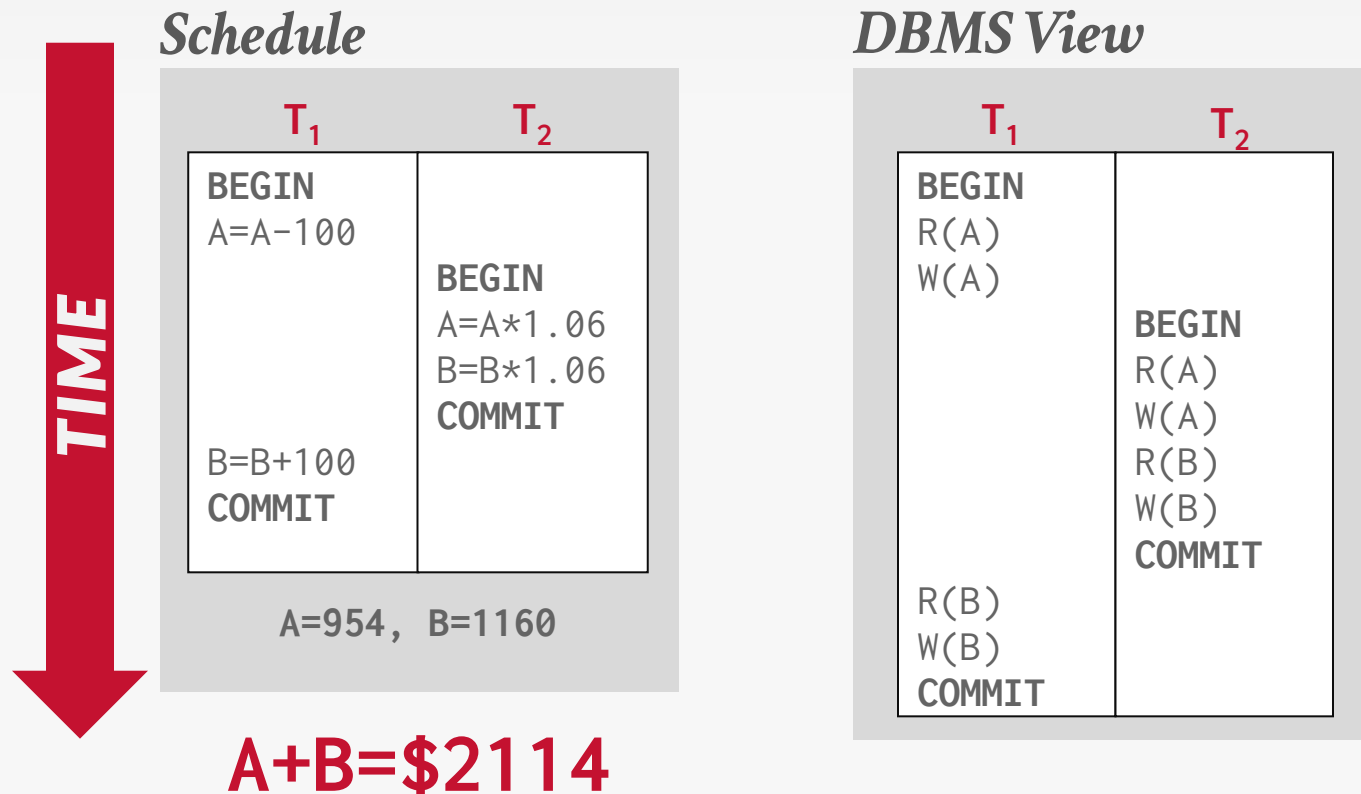 Schedule
TIME
T₁ T₂
BEGIN
A=A-100
BEGIN
A=A*1.06
B=B*1.06
COMMIT
B=B+100
COMMIT
A=954, B=1160
A+B=$2114
DBMS View
T₁ T₂
BEGIN
R(A)
W(A)
BEGIN
R(A)
W(A)
R(B)
W(B)
COMMIT
R(B)
W(B)
COMMIT